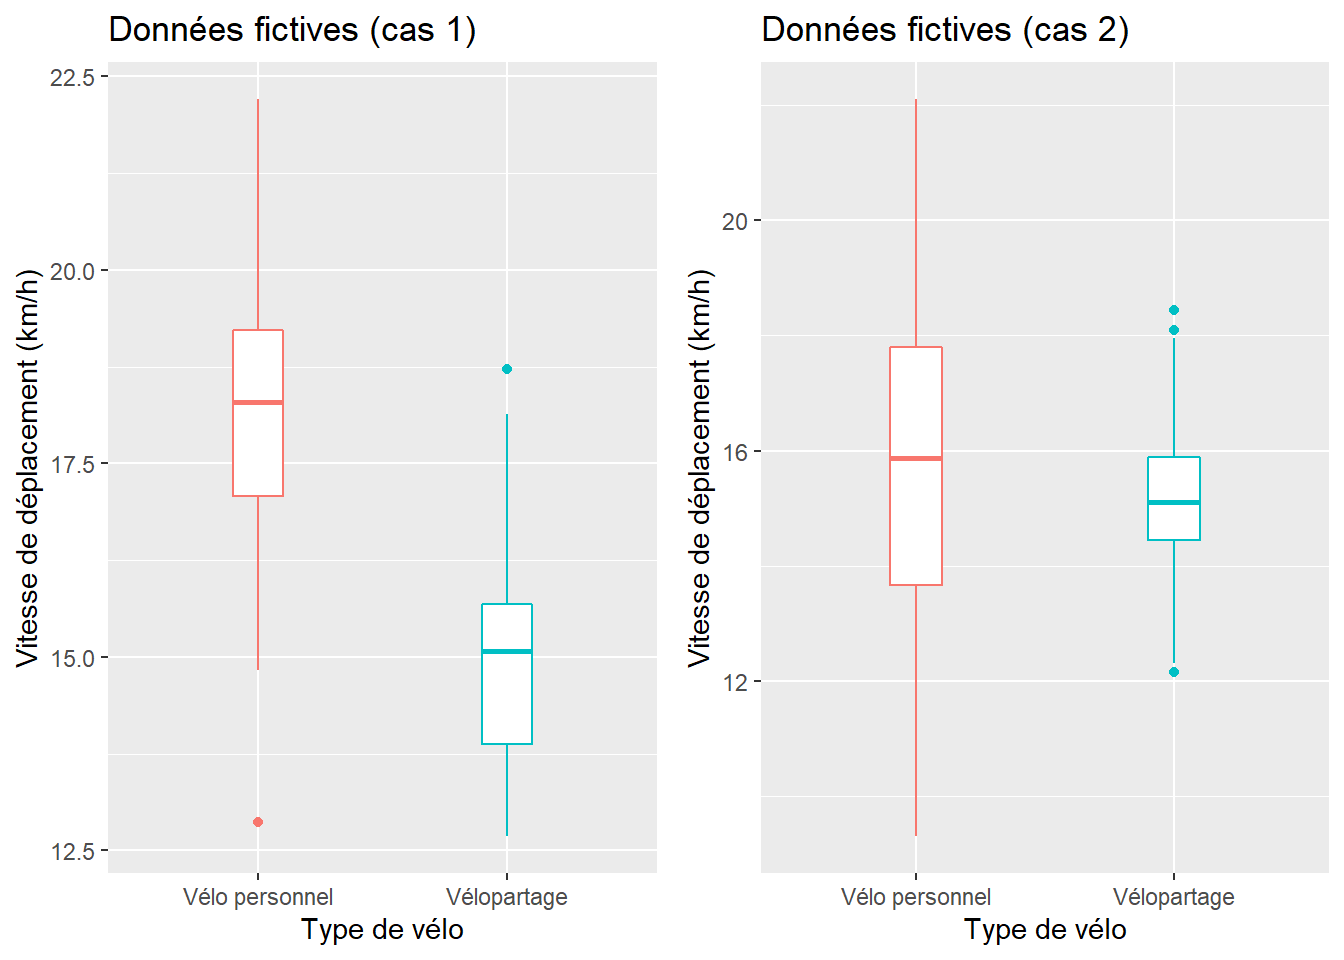 Données fictives (cas 1)
22.5
20.0
17.5
15.0
12.5
Vitesse de déplacement (km/h)
Vélo personnel
Vélopartage
Type de vélo
Données fictives (cas 2)
20
16
12
Vitesse de déplacement (km/h)
Vélo personnel
Vélopartage
Type de vélo